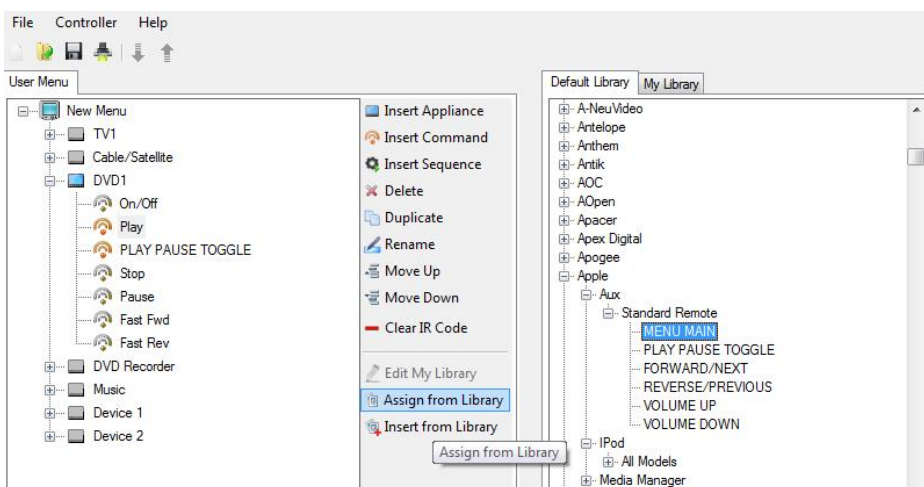 File Controller Help
User Menu
New Menu
TV1
Cable/Satellite
DVD1
On/Off
Play
PLAY PAUSE TOGGLE
Stop
Pause
Fast Fwd
Fast Rev
DVD Recorder
Music
Device 1
Device 2
Insert Appliance
Insert Command
Insert Sequence
Delete
Duplicate
Rename
Move Up
Move Down
Clear IR Code
Edit My Library
Assign from Library
Insert from Library
Assign from Library
Default Library My Library
A-NeuVideo
Antelope
Anthem
Antik
AOC
AOpen
Apacer
Apex Digital
Apogee
Apple
Aux
Standard Remote
MENU MAIN
PLAY PAUSE TOGGLE
FORWARD/NEXT
REVERSE/PREVIOUS
VOLUME UP
VOLUME DOWN
IPod
All Models
Media Manager